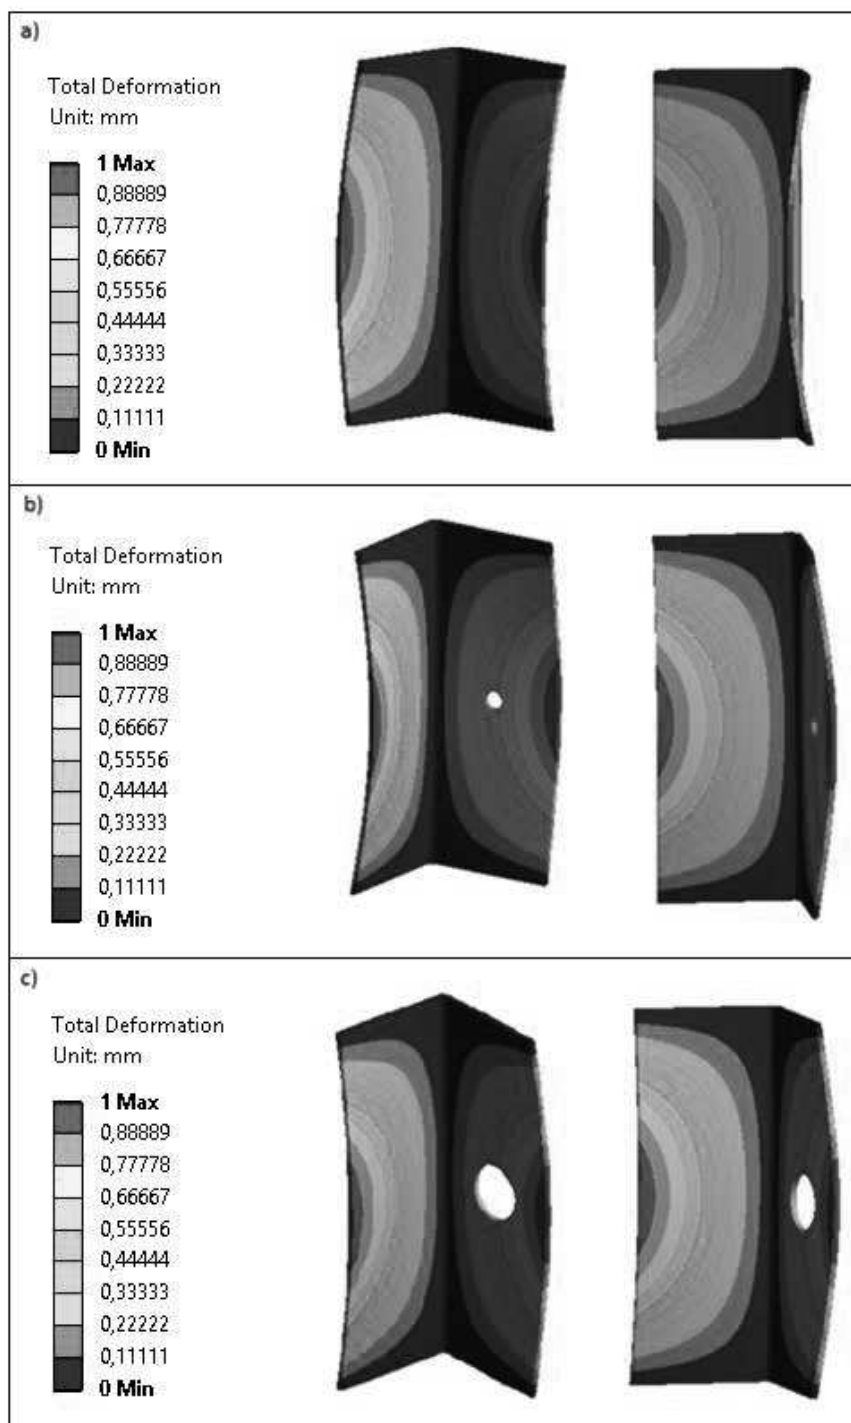 a)
Total Deformation
Unit: mm
1 Max
0,88889
0,77778
0,66667
0,55556
0,44444
0,33333
0,22222
0,11111
0 Min
b)
Total Deformation
Unit: mm
1 Max
0,88889
0,77778
0,66667
0,55556
0,44444
0,33333
0,22222
0,11111
0 Min
c)
Total Deformation
Unit: mm
1 Max
0,88889
0,77778
0,66667
0,55556
0,44444
0,33333
0,22222
0,11111
0 Min